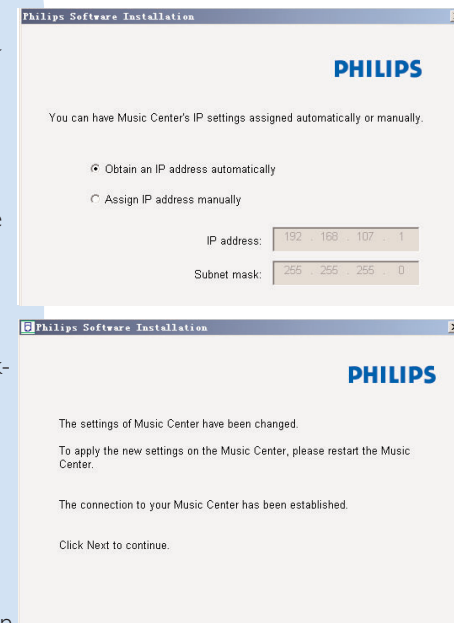 Philips Software Installation
PHILIPS
You can have Music Center's IP settings assigned automatically or manually.
Obtain an IP address automatically
Assign IP address manually
IP address: 192 . 168 . 107 . 1
Subnet mask: 255 . 255 . 255 . 0
Philips Software Installation
PHILIPS
The settings of Music Center have been changed.
To apply the new settings on the Music Center, please restart the Music
Center.
The connection to your Music Center has been established.
Click Next to continue.